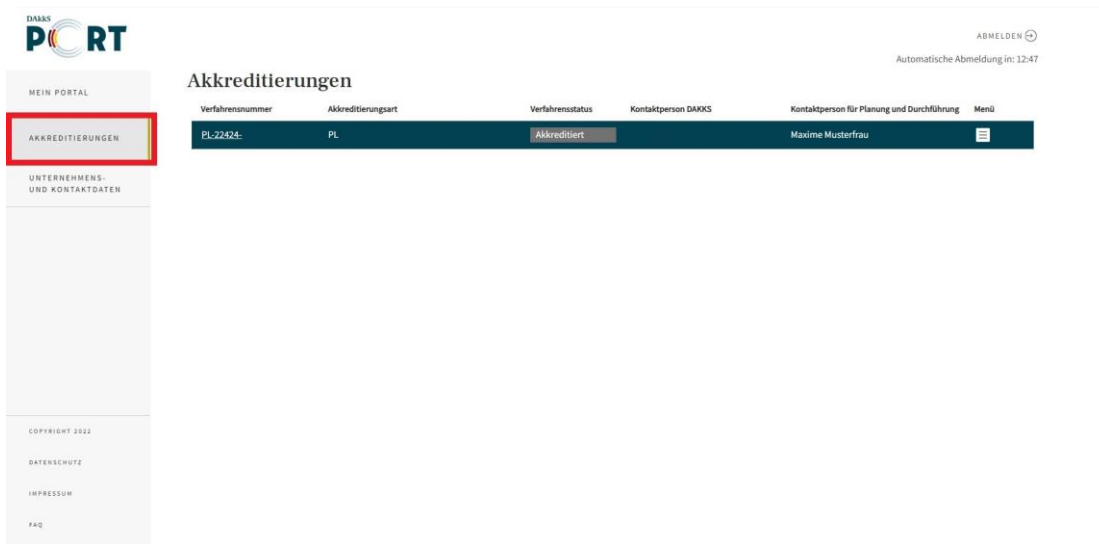 DAkkS
PORT
ABMELDEN
Automatische Abmeldung in: 12:47
MEIN PORTAL
AKKREDITIERUNGEN
UNTERNEHMENS-
UND KONTAKTDATEN
Akkreditierungen
Verfahrensnummer Akkreditierungsart Verfahrensstatus Kontaktperson DAKKS Kontaktperson für Planung und Durchführung Menü
PL-22424- PL Akkreditiert Maxime Musterfrau
COPYRIGHT 2022
DATENSCHUTZ
IMPRESSUM
FAQ